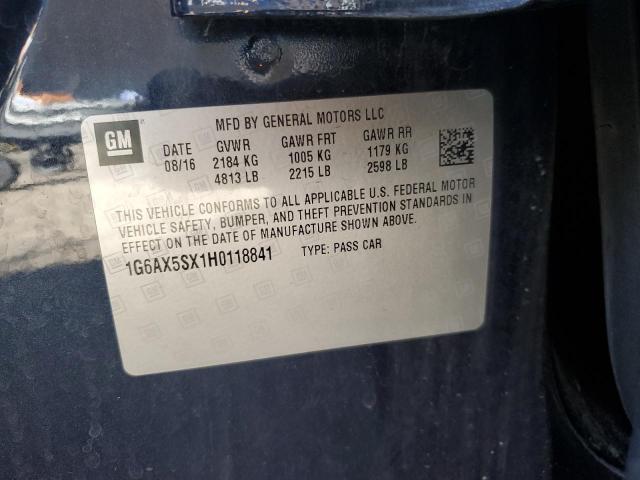 GM
MFD BY GENERAL MOTORS LLC
DATE GVWR GAWR FRT GAWR RR
08/16 2184 KG 1005 KG 1179 KG
4813 LB 2215 LB 2598 LB
THIS VEHICLE CONFORMS TO ALL APPLICABLE U.S. FEDERAL MOTOR
VEHICLE SAFETY, BUMPER, AND THEFT PREVENTION STANDARDS IN
EFFECT ON THE DATE OF MANUFACTURE SHOWN ABOVE.
1G6AX5SX1H0118841 TYPE: PASS CAR